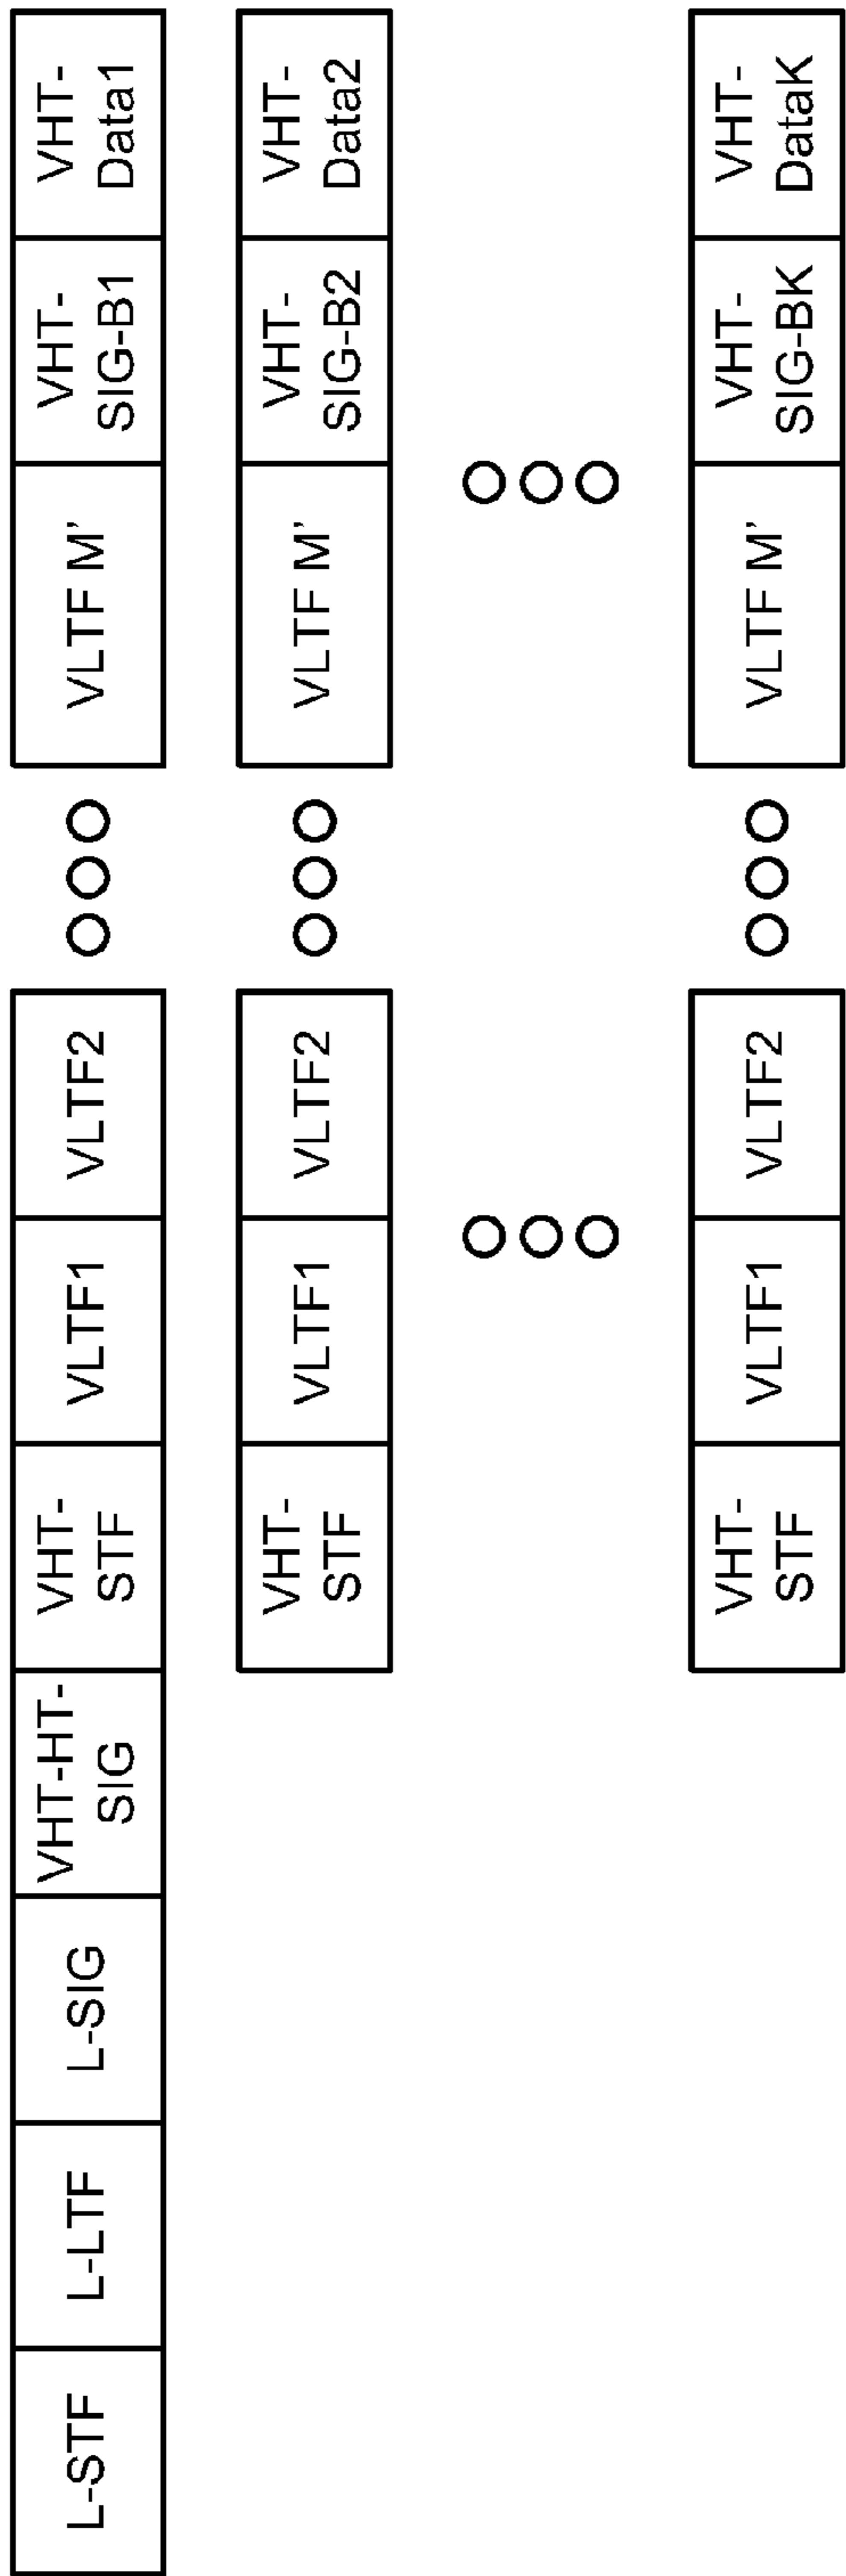 L-STF
L-LTF
L-SIG
VHT-HT-
SIG
VHT-
STF
VLTF1
VLTF2
VLTF M’
VHT-
SIG-B1
VHT-
Data1
VHT-
STF
VLTF1
VLTF2
VLTF M’
VHT-
SIG-B2
VHT-
Data2
VHT-
STF
VLTF1
VLTF2
VLTF M’
VHT-
SIG-BK
VHT-
DataK